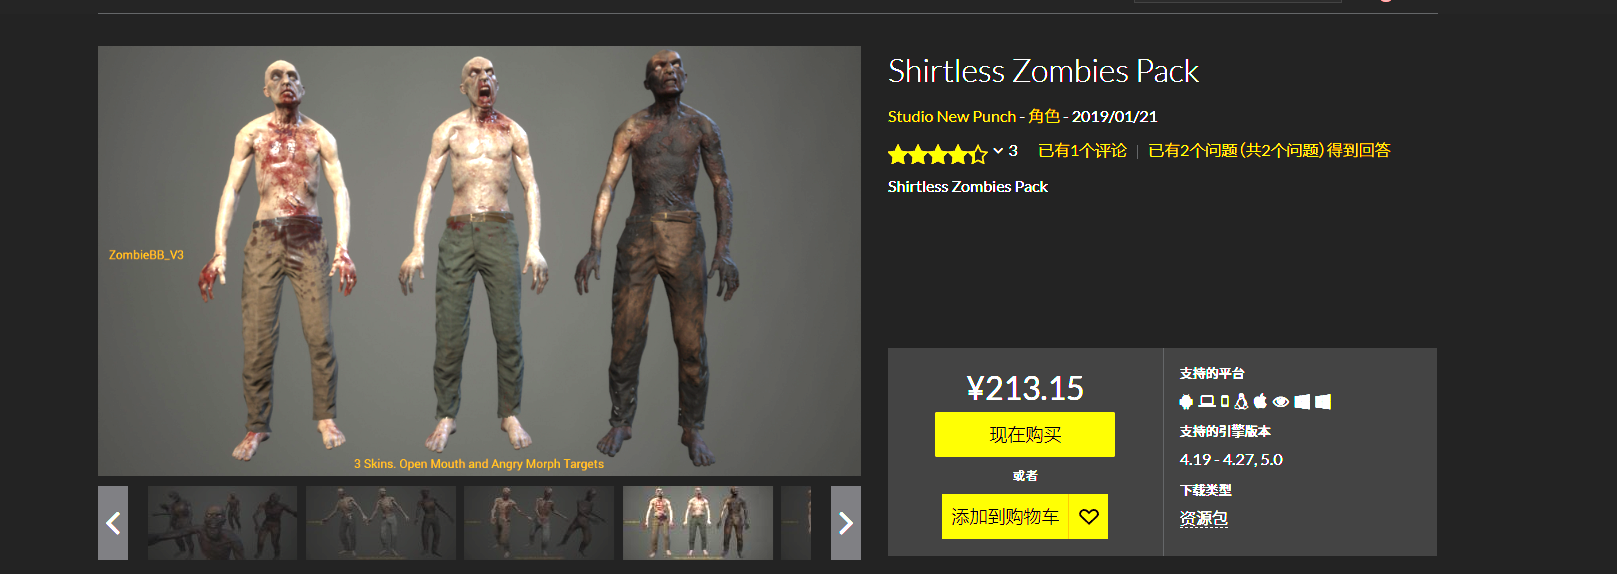 Shirtless Zombies Pack
Studio New Punch - 角色 - 2019/01/21
3 已有1个评论 | 已有2个问题(共2个问题)得到回答
Shirtless Zombies Pack
ZombieBB_V3
3 Skins. Open Mouth and Angry Morph Targets
¥213.15
现在购买
或者
添加到购物车
支持的平台
支持的引擎版本
4.19 - 4.27, 5.0
下载类型
资源包